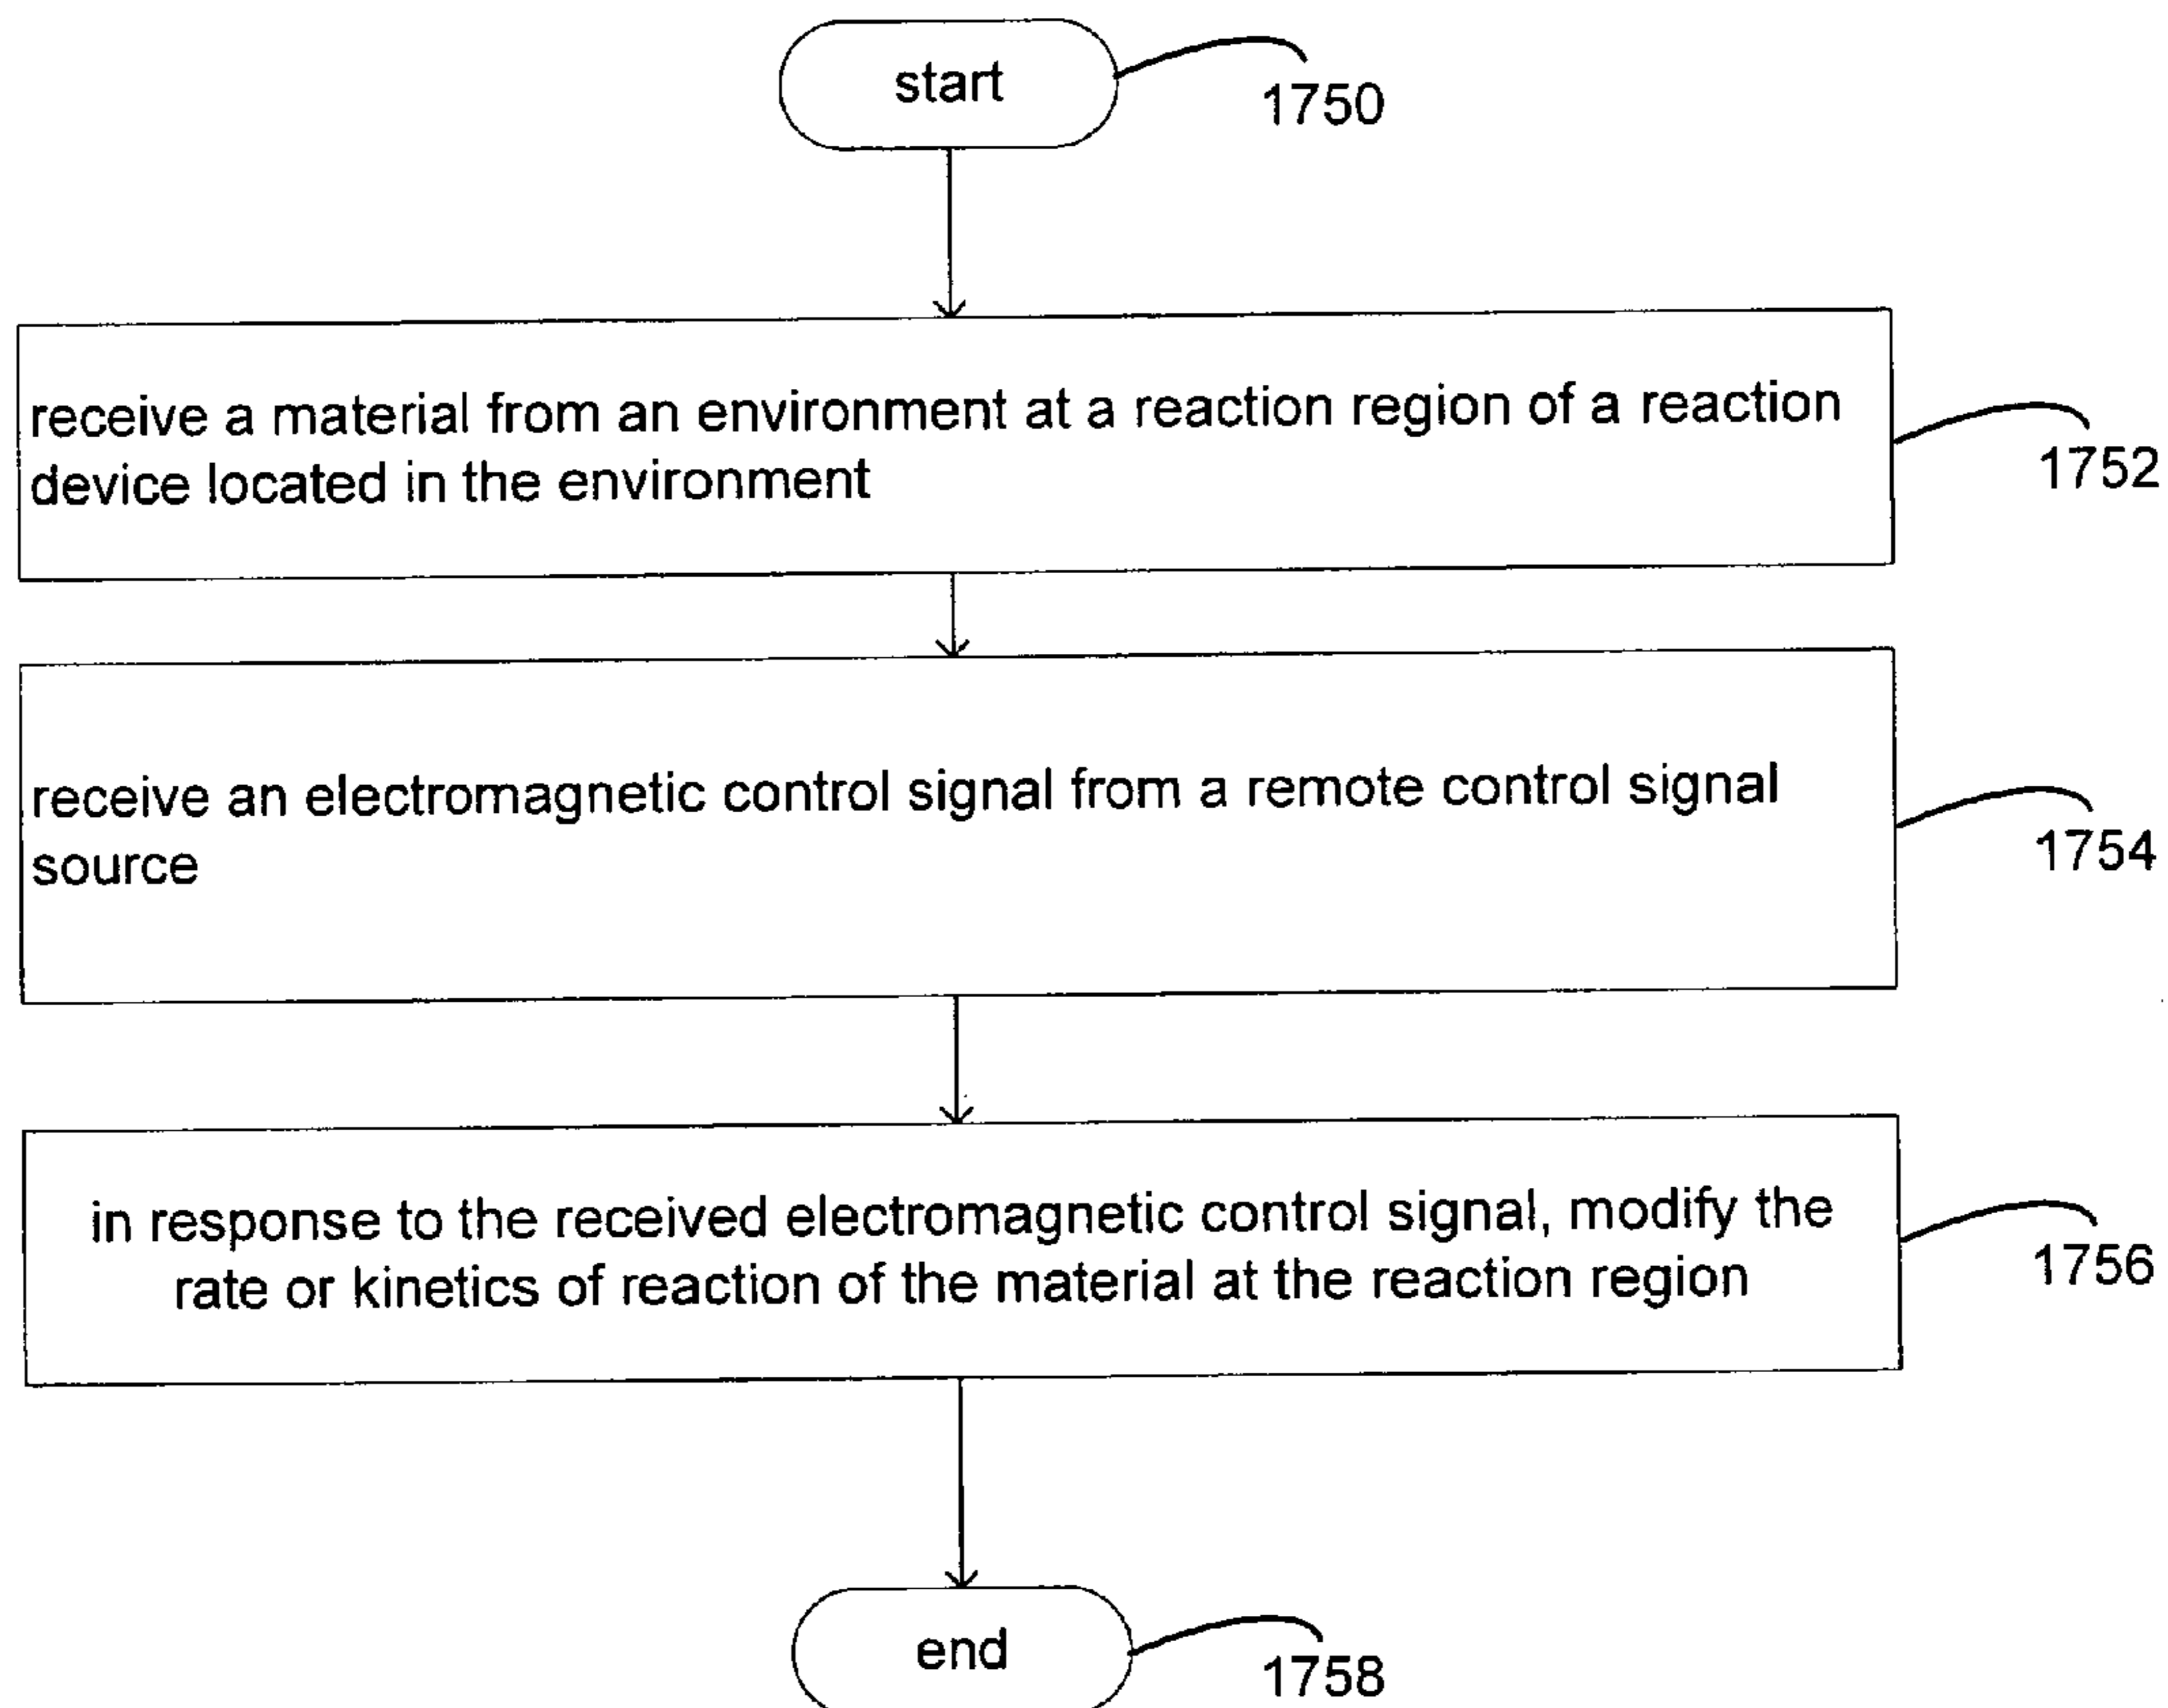 start
1750
receive a material from an environment at a reaction region of a reaction
device located in the environment
1752
receive an electromagnetic control signal from a remote control signal
source
1754
in response to the received electromagnetic control signal, modify the
rate or kinetics of reaction of the material at the reaction region
1756
end
1758